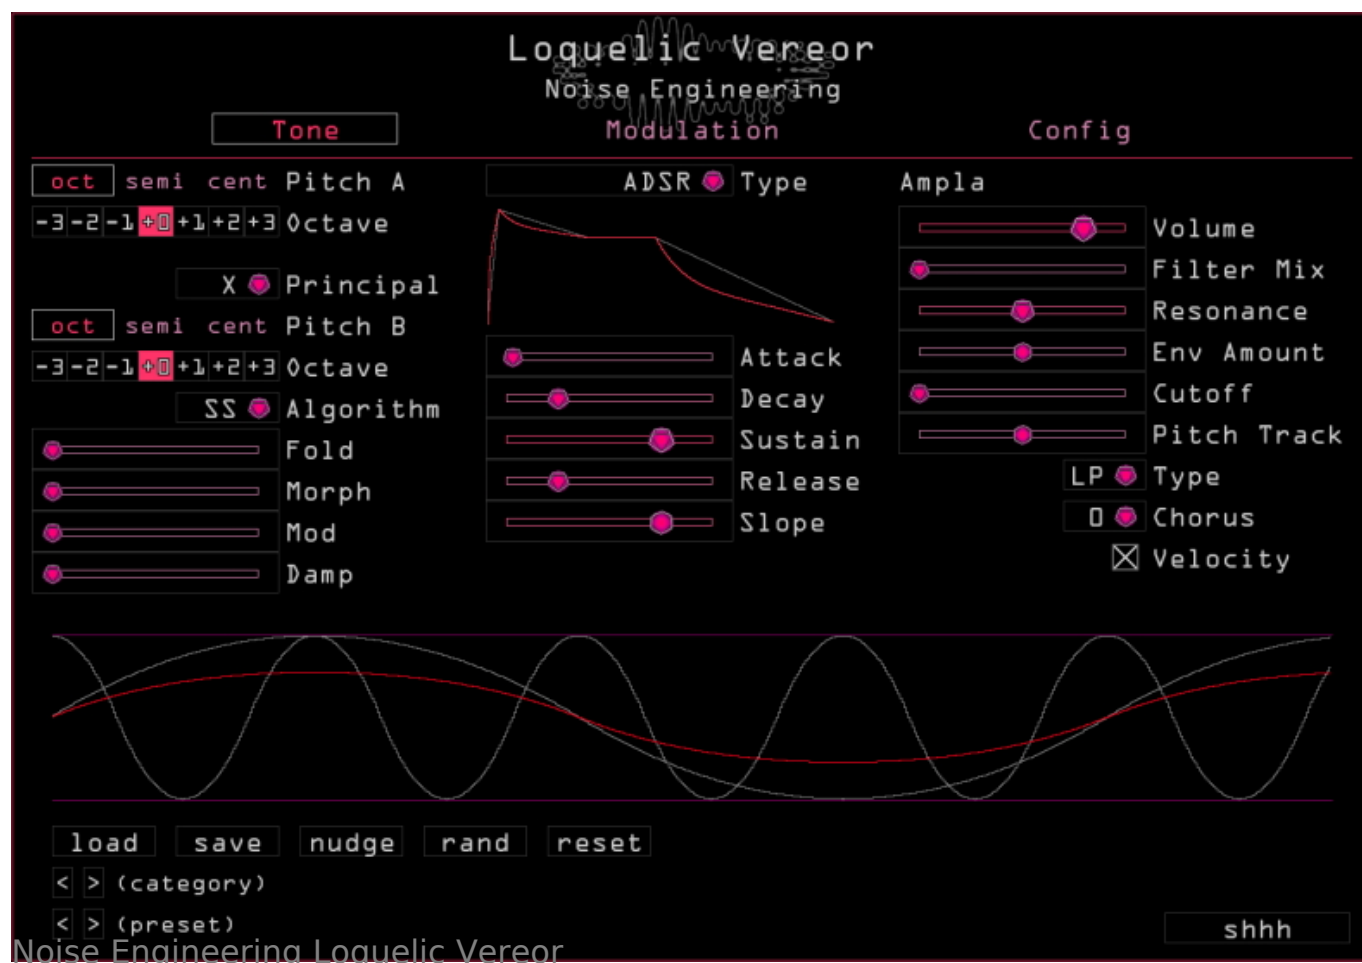 Loquelic Vereor
Noise Engineering
Tone Modulation Config
oct semi cent Pitch A
-3 -2 -1 +0 +1 +2 +3 Octave
X Principal
oct semi cent Pitch B
-3 -2 -1 +0 +1 +2 +3 Octave
SS Algorithm
Fold
Morph
Mod
Damp
ADSR Type
Attack
Decay
Sustain
Release
Slope
Ampla
Volume
Filter Mix
Resonance
Env Amount
Cutoff
Pitch Track
LP Type
0 Chorus
Velocity
load save nudge rand reset
< > (category)
< > (preset)
shhh
Noise Engineering Loquelic Vereor